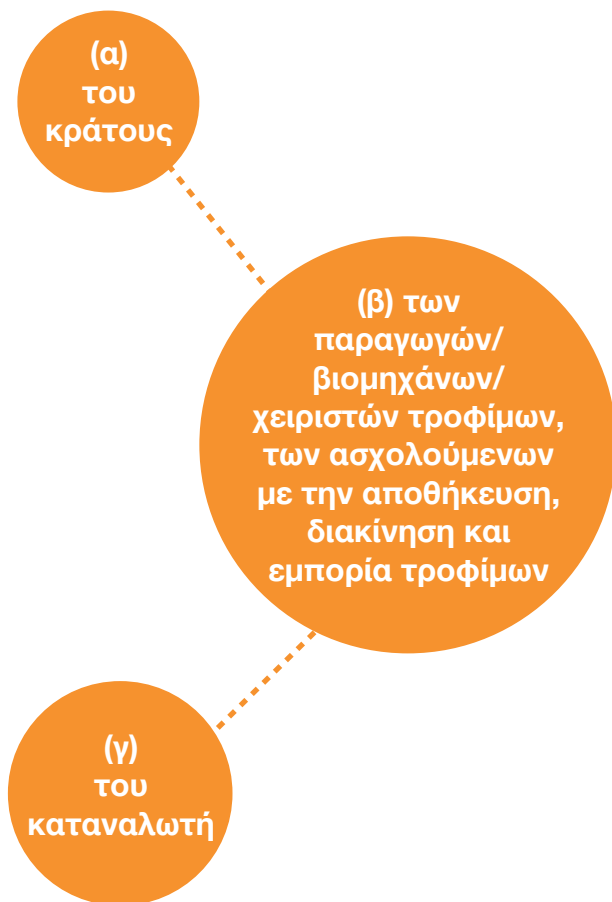 (α)
του
κράτους
(β) των
παραγωγών/
βιομηχάνων/
χειριστών τροφίμων,
των ασχολούμενων
με την αποθήκευση,
διακίνηση και
εμπορία τροφίμων
(γ)
του
καταναλωτή